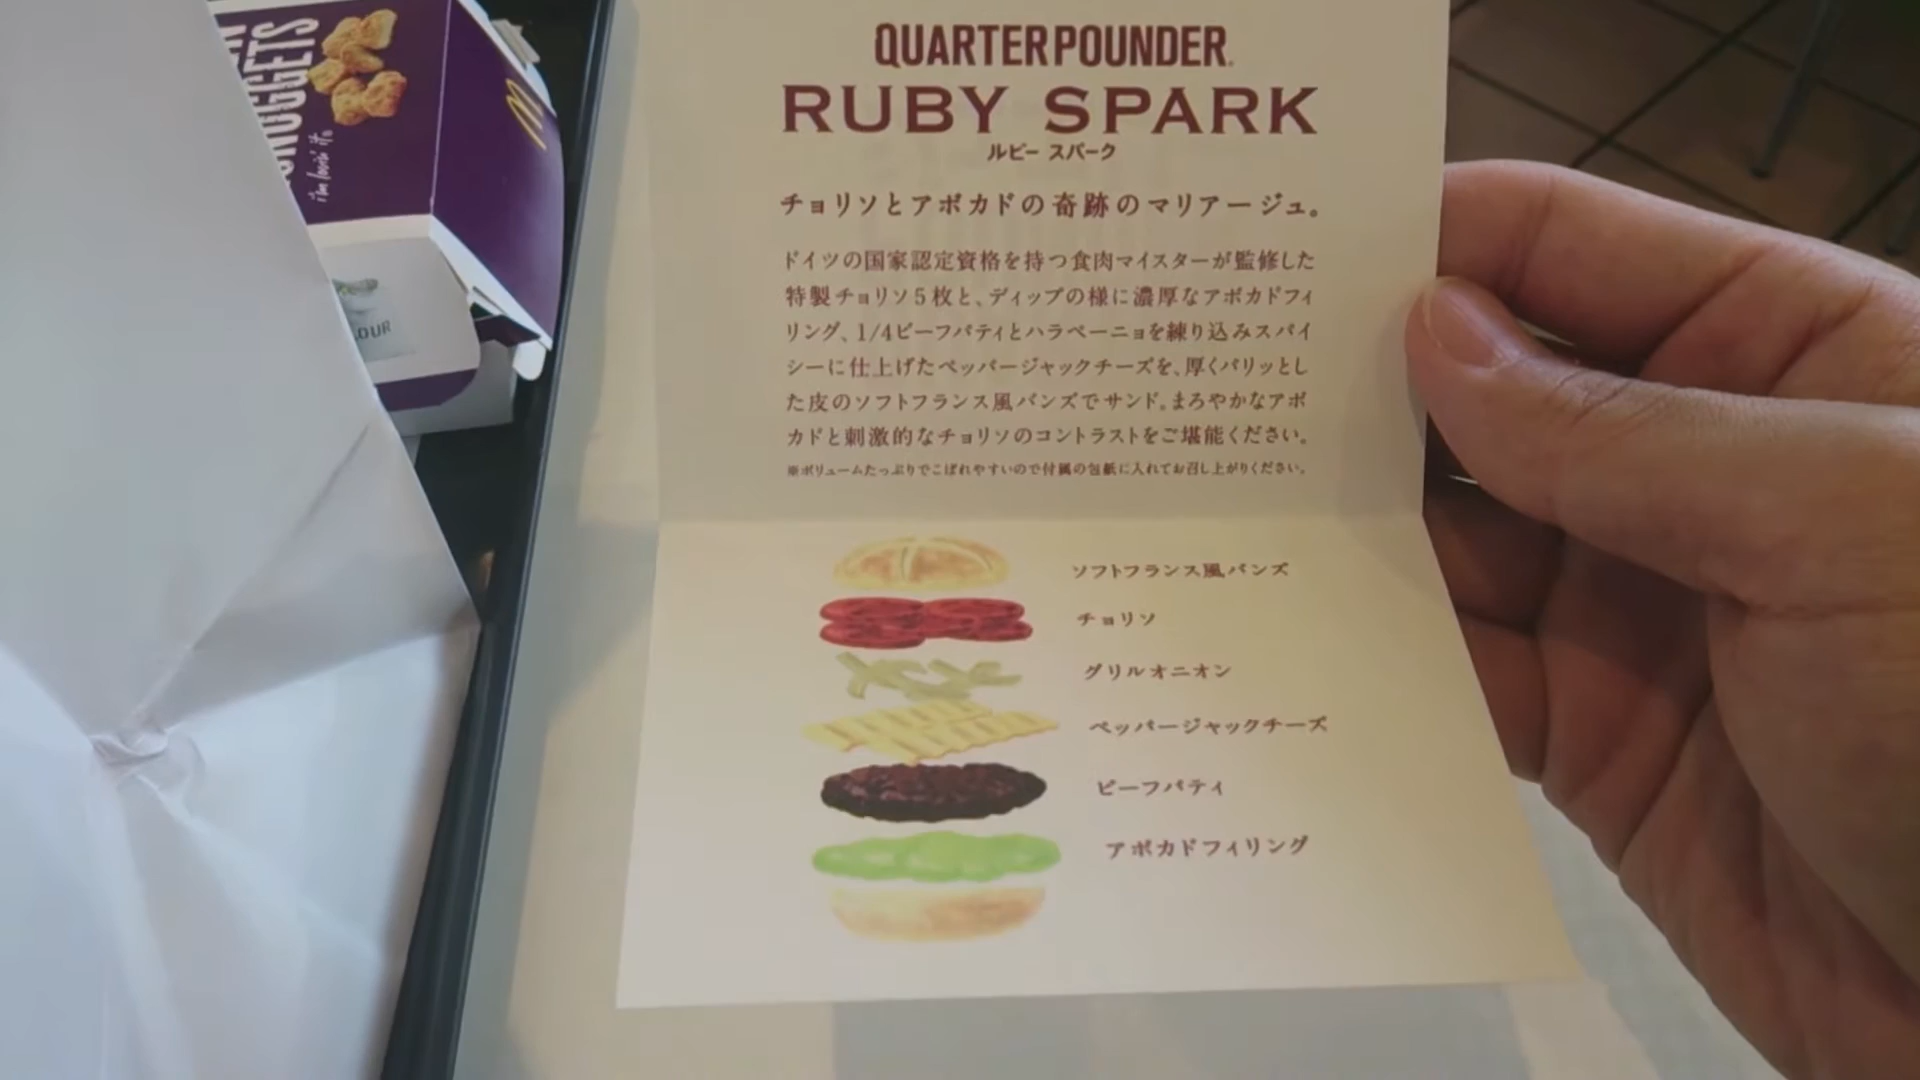 NUGGETS
i'm lovin' it
OUR
QUARTER POUNDER
RUBY SPARK
ルビー スパーク
チョリソとアボカドの奇跡のマリアージュ。
ドイツの国家認定資格を持つ食肉マイスターが監修した
特製チョリソ5枚と、ディップの様に濃厚なアボカドフィ
リング、1/4ビーフパティとハラペーニョを練り込みスパイ
シーに仕上げたペッパージャックチーズを、厚くパリッとし
た皮のソフトフランス風バンズでサンド。まろやかなアボ
カドと刺激的なチョリソのコントラストをご堪能ください。
※ボリュームたっぷりでこぼれやすいので付属の包紙に入れてお召し上がりください。
ソフトフランス風バンズ
チョリソ
グリルオニオン
ペッパージャックチーズ
ビーフパティ
アボカドフィリング